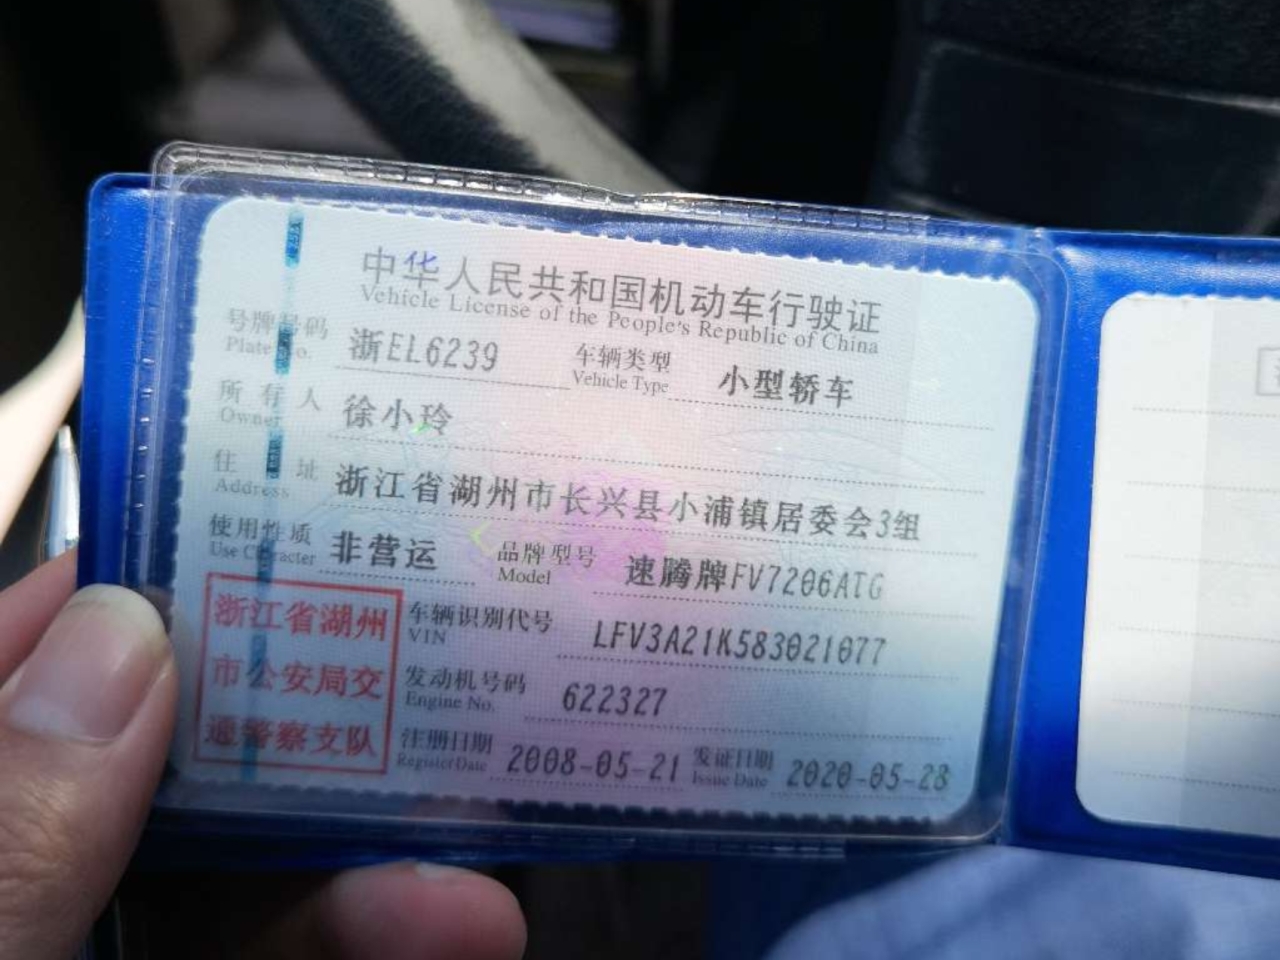 中华人民共和国机动车行驶证
Vehicle License of the People's Republic of China
号牌号码 浙EL6239 车辆类型 小型轿车
Plate No. Vehicle Type
所有人 徐小玲
Owner
住址 浙江省湖州市长兴县小浦镇居委会3组
Address
使用性质 非营运 品牌型号 速腾牌FV7206ATG
Use Character Model
浙江省湖州
市公安局交
通警察支队
车辆识别代号 LFV3A21K583021077
VIN
发动机号码 622327
Engine No.
注册日期 2008-05-21 发证日期 2020-05-28
Register Date Issue Date